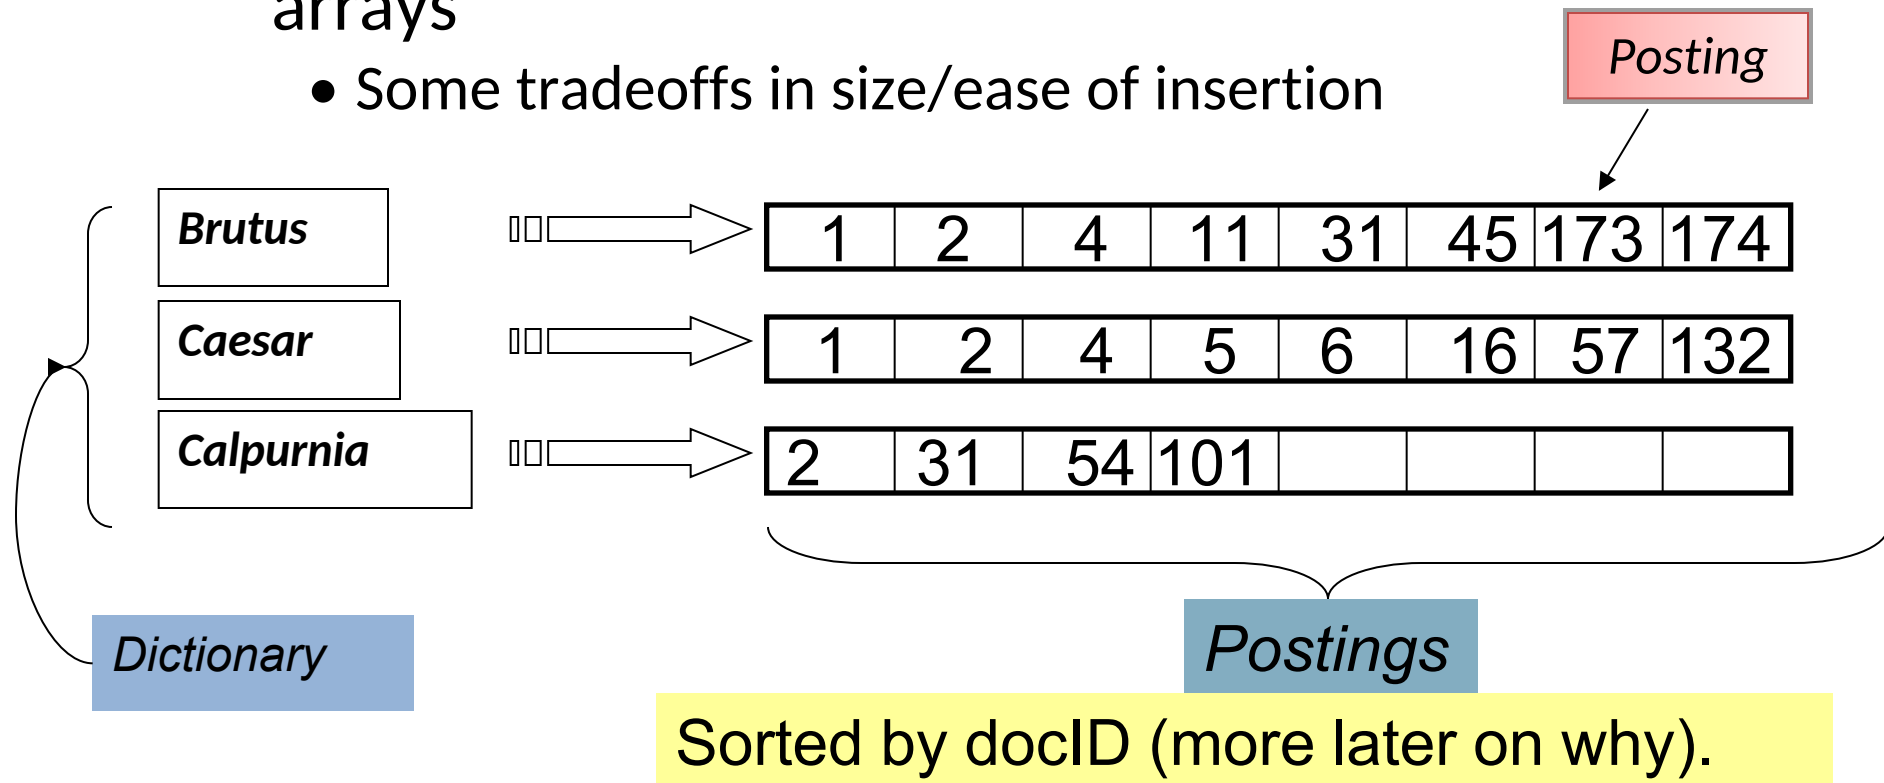 arrays
• Some tradeoffs in size/ease of insertion
Posting
Brutus 1 2 4 11 31 45 173 174
Caesar 1 2 4 5 6 16 57 132
Calpurnia 2 31 54 101
Dictionary
Postings
Sorted by docID (more later on why).